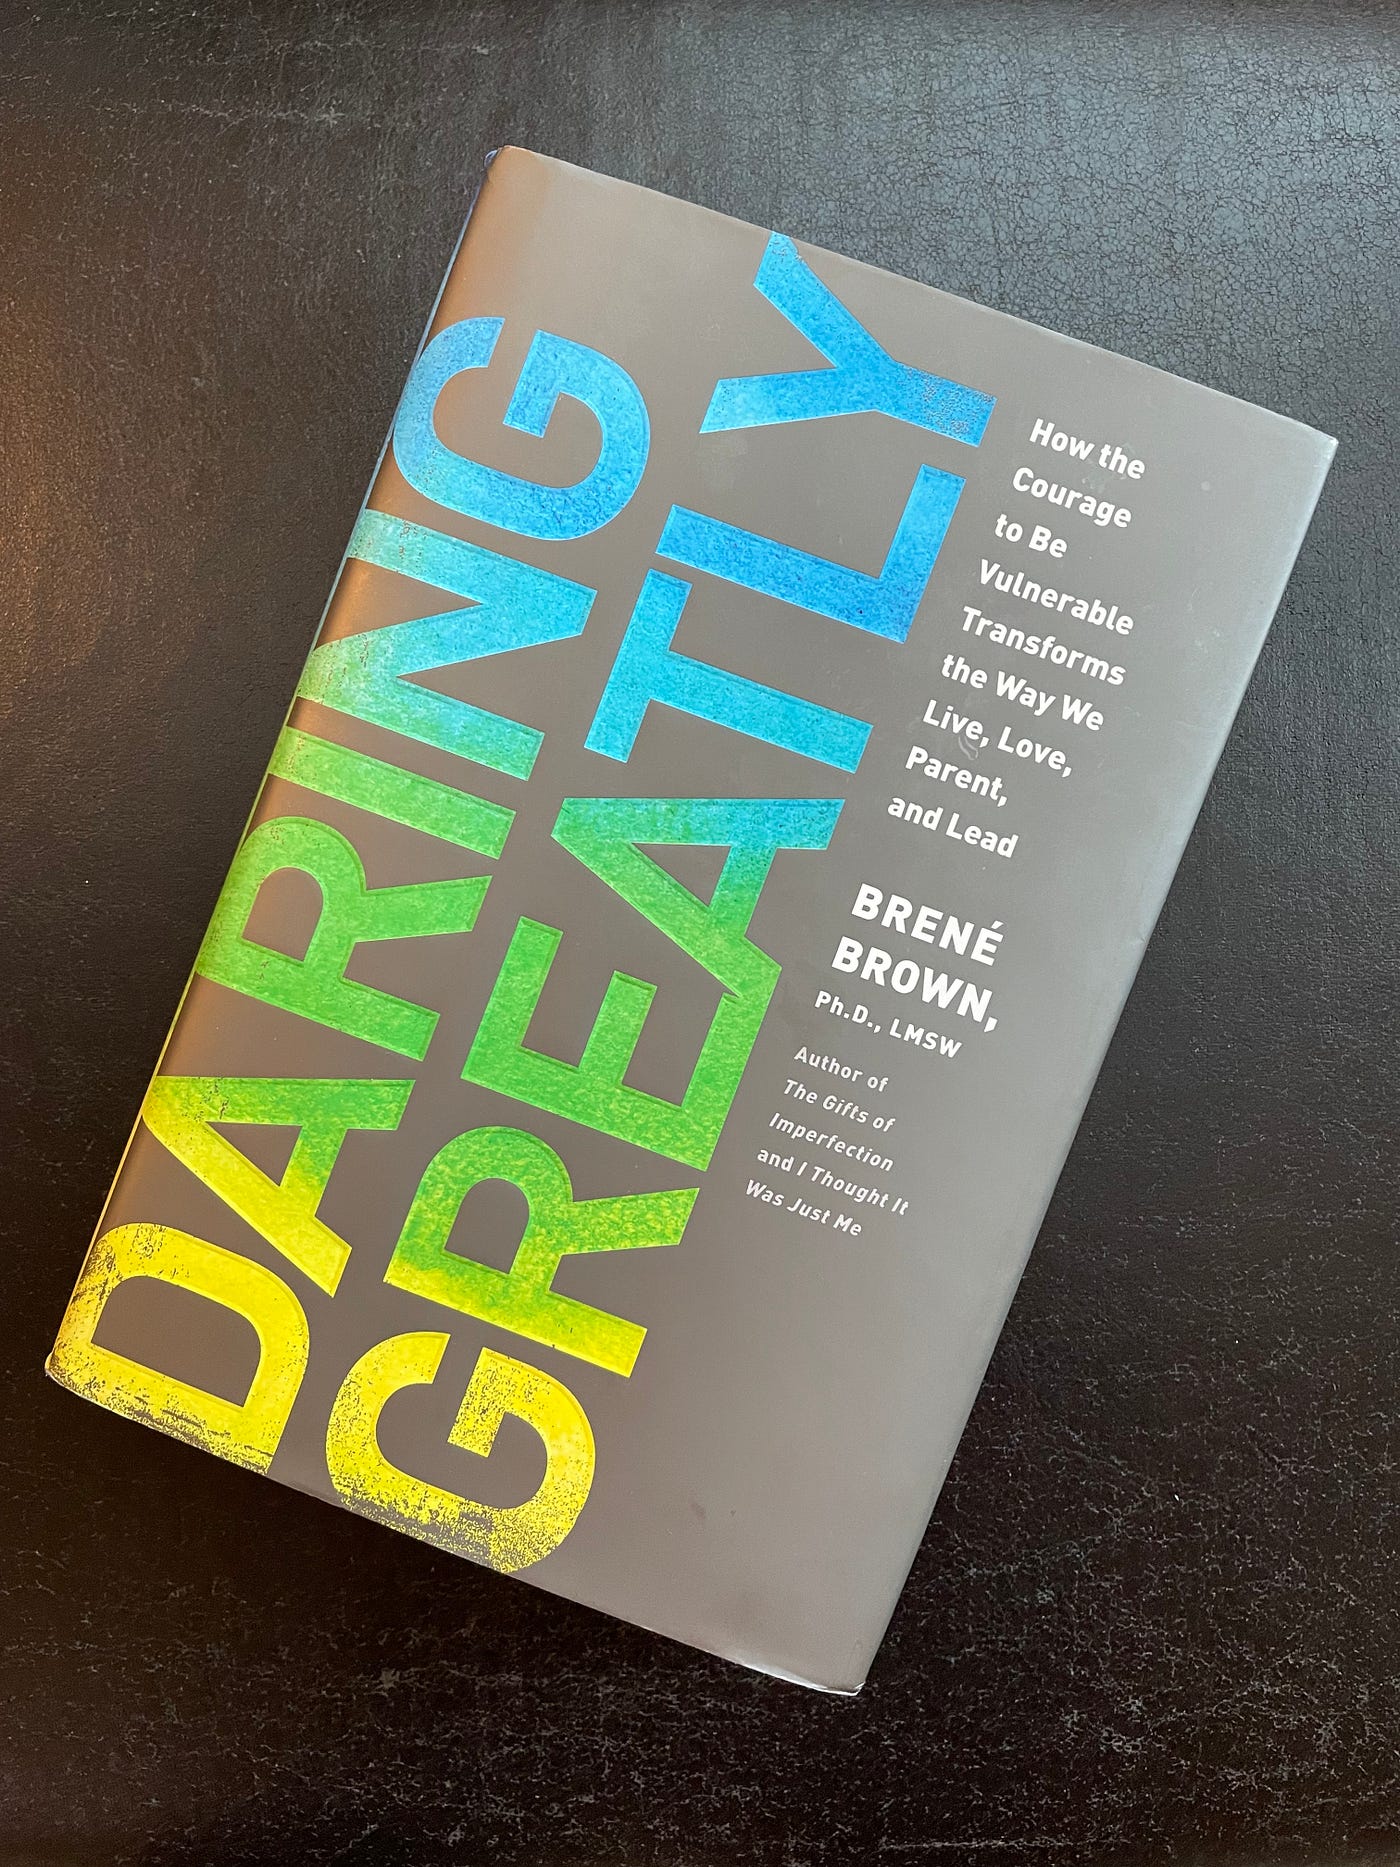 DARING
GREATLY
How the
Courage
to Be
Vulnerable
Transforms
the Way We
Live, Love,
Parent,
and Lead
BRENÉ
BROWN,
Ph.D., LMSW
Author of
The Gifts of
Imperfection
and I Thought It
Was Just Me